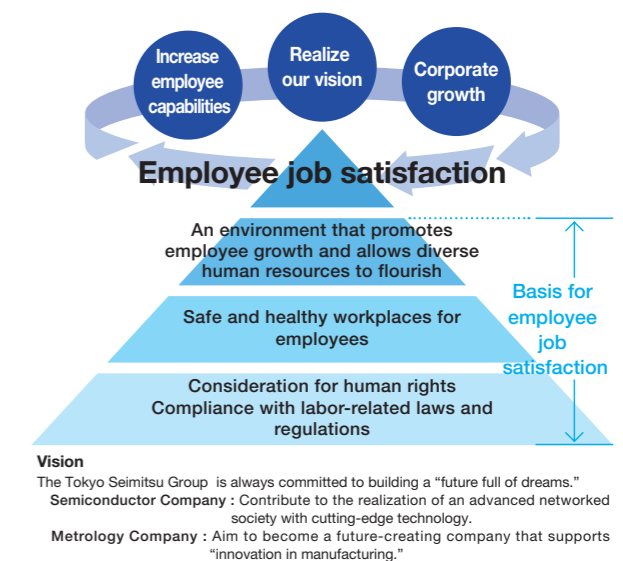 Increase
employee
capabilities
Realize
our vision
Corporate
growth
Employee job satisfaction
An environment that promotes
employee growth and allows diverse
human resources to flourish
Safe and healthy workplaces for
employees
Consideration for human rights
Compliance with labor-related laws and
regulations
Basis for
employee
job
satisfaction
Vision
The Tokyo Seimitsu Group is always committed to building a “future full of dreams.”
Semiconductor Company : Contribute to the realization of an advanced networked
society with cutting-edge technology.
Metrology Company : Aim to become a future-creating company that supports
“innovation in manufacturing.”